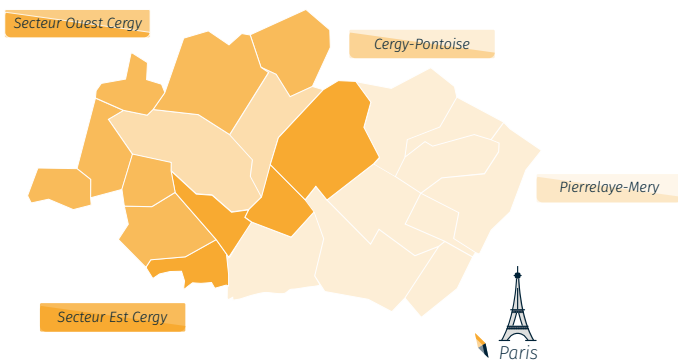 Secteur Ouest Cergy
Cergy-Pontoise
Pierrelaye-Mery
Secteur Est Cergy
Paris